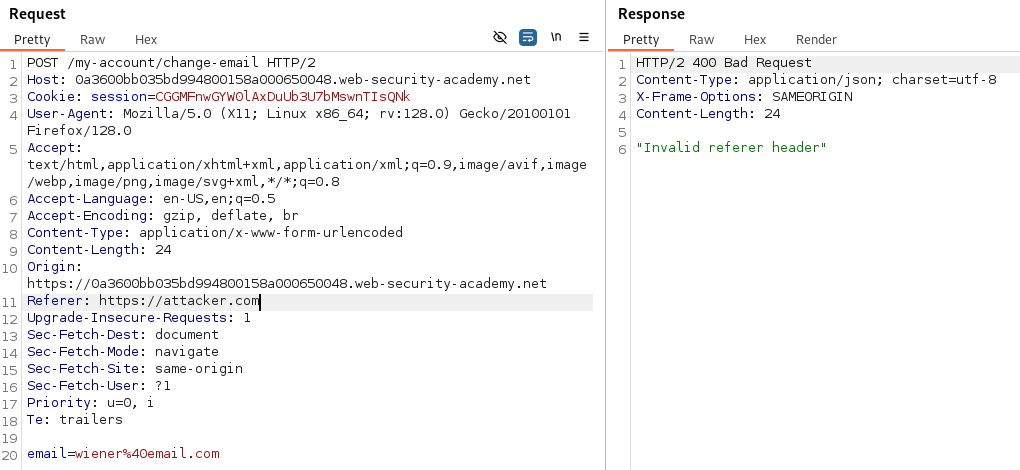 Request
Pretty Raw Hex
\n
1 POST /my-account/change-email HTTP/2
2 Host: 0a3600bb035bd994800158a000650048.web-security-academy.net
3 Cookie: session=CGGMFnwGYW0lAxDuUb3U7bMswnTIsQNk
4 User-Agent: Mozilla/5.0 (X11; Linux x86_64; rv:128.0) Gecko/20100101
Firefox/128.0
5 Accept:
text/html,application/xhtml+xml,application/xml;q=0.9,image/avif,image
/webp,image/png,image/svg+xml,*/*;q=0.8
6 Accept-Language: en-US,en;q=0.5
7 Accept-Encoding: gzip, deflate, br
8 Content-Type: application/x-www-form-urlencoded
9 Content-Length: 24
10 Origin:
https://0a3600bb035bd994800158a000650048.web-security-academy.net
11 Referer: https://attacker.com
12 Upgrade-Insecure-Requests: 1
13 Sec-Fetch-Dest: document
14 Sec-Fetch-Mode: navigate
15 Sec-Fetch-Site: same-origin
16 Sec-Fetch-User: ?1
17 Priority: u=0, i
18 Te: trailers
19
20 email=wiener%40email.com
Response
Pretty Raw Hex Render
1 HTTP/2 400 Bad Request
2 Content-Type: application/json; charset=utf-8
3 X-Frame-Options: SAMEORIGIN
4 Content-Length: 24
5
6 "Invalid referer header"